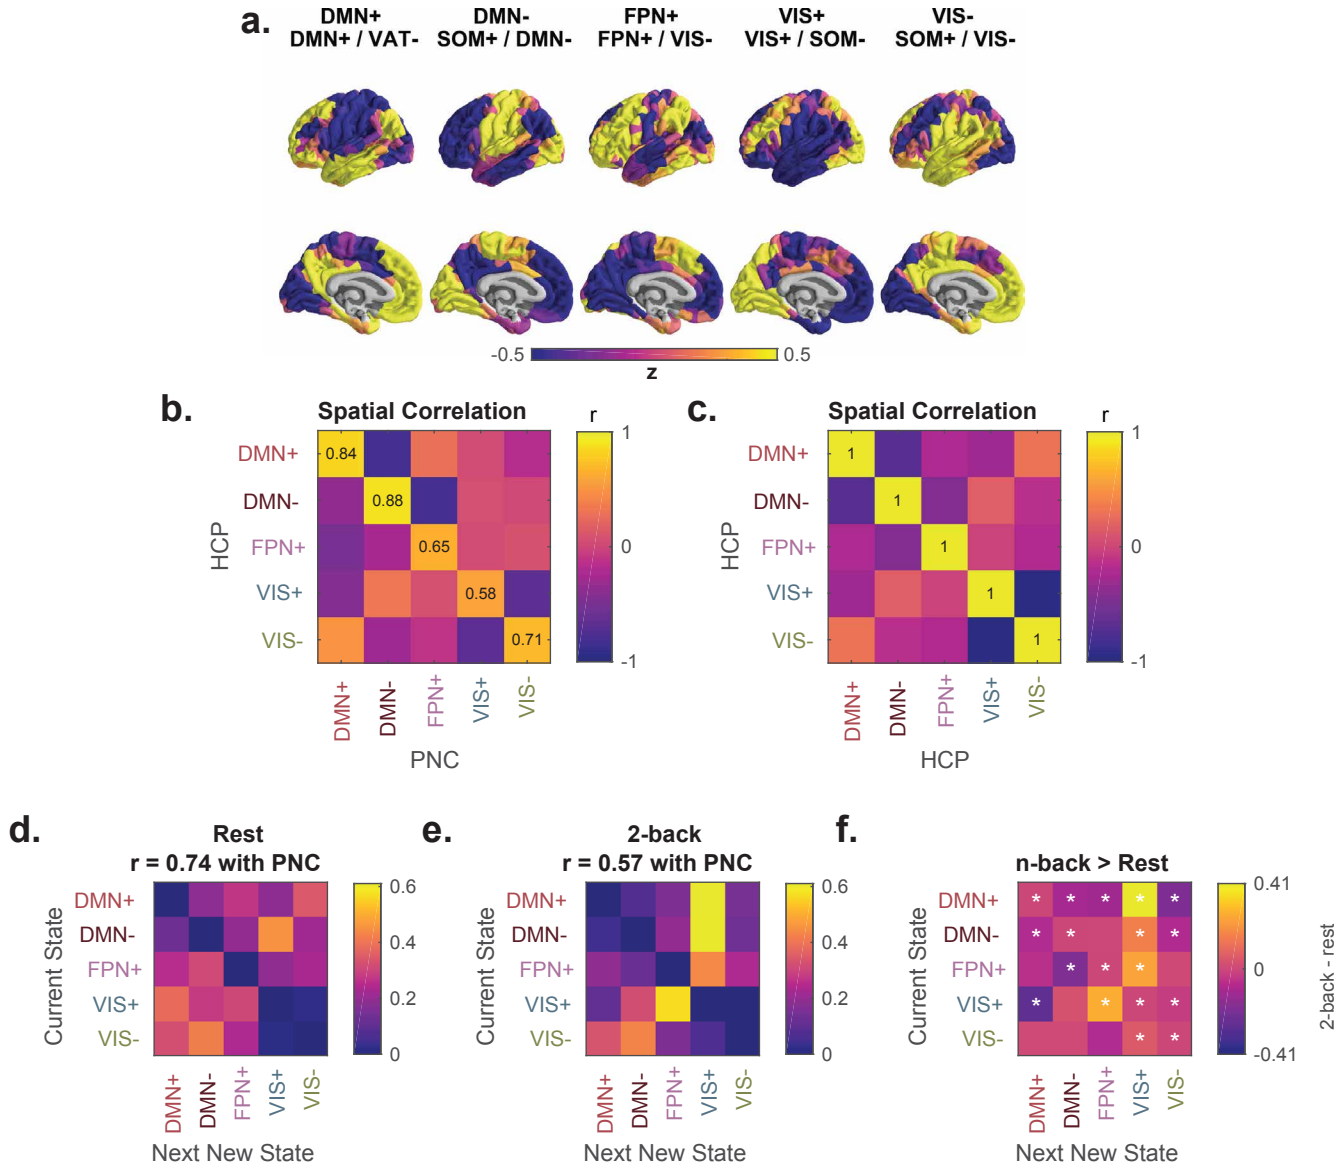 a.
DMN+ DMN- FPN+ VIS+ VIS-
DMN+ / VAT- SOM+ / DMN- FPN+ / VIS- VIS+ / SOM- SOM+ / VIS-
-0.5 0.5
z
b.
Spatial Correlation
r
HCP
DMN+
DMN-
FPN+
VIS+
VIS-
0.84
0.88
0.65
0.58
0.71
1
0
-1
DMN+ DMN- FPN+ VIS+ VIS-
PNC
c.
Spatial Correlation
r
HCP
DMN+
DMN-
FPN+
VIS+
VIS-
1
1
1
1
1
1
0
-1
DMN+ DMN- FPN+ VIS+ VIS-
HCP
d.
Rest
r = 0.74 with PNC
Current State
DMN+
DMN-
FPN+
VIS+
VIS-
0.6
0.4
0.2
0
DMN+ DMN- FPN+ VIS+ VIS-
Next New State
e.
2-back
r = 0.57 with PNC
Current State
DMN+
DMN-
FPN+
VIS+
VIS-
0.6
0.4
0.2
0
DMN+ DMN- FPN+ VIS+ VIS-
Next New State
f.
n-back > Rest
Current State
DMN+
DMN-
FPN+
VIS+
VIS-
* * * * *
* * * *
* * *
* * * *
* *
0.41
0
-0.41
2-back - rest
DMN+ DMN- FPN+ VIS+ VIS-
Next New State